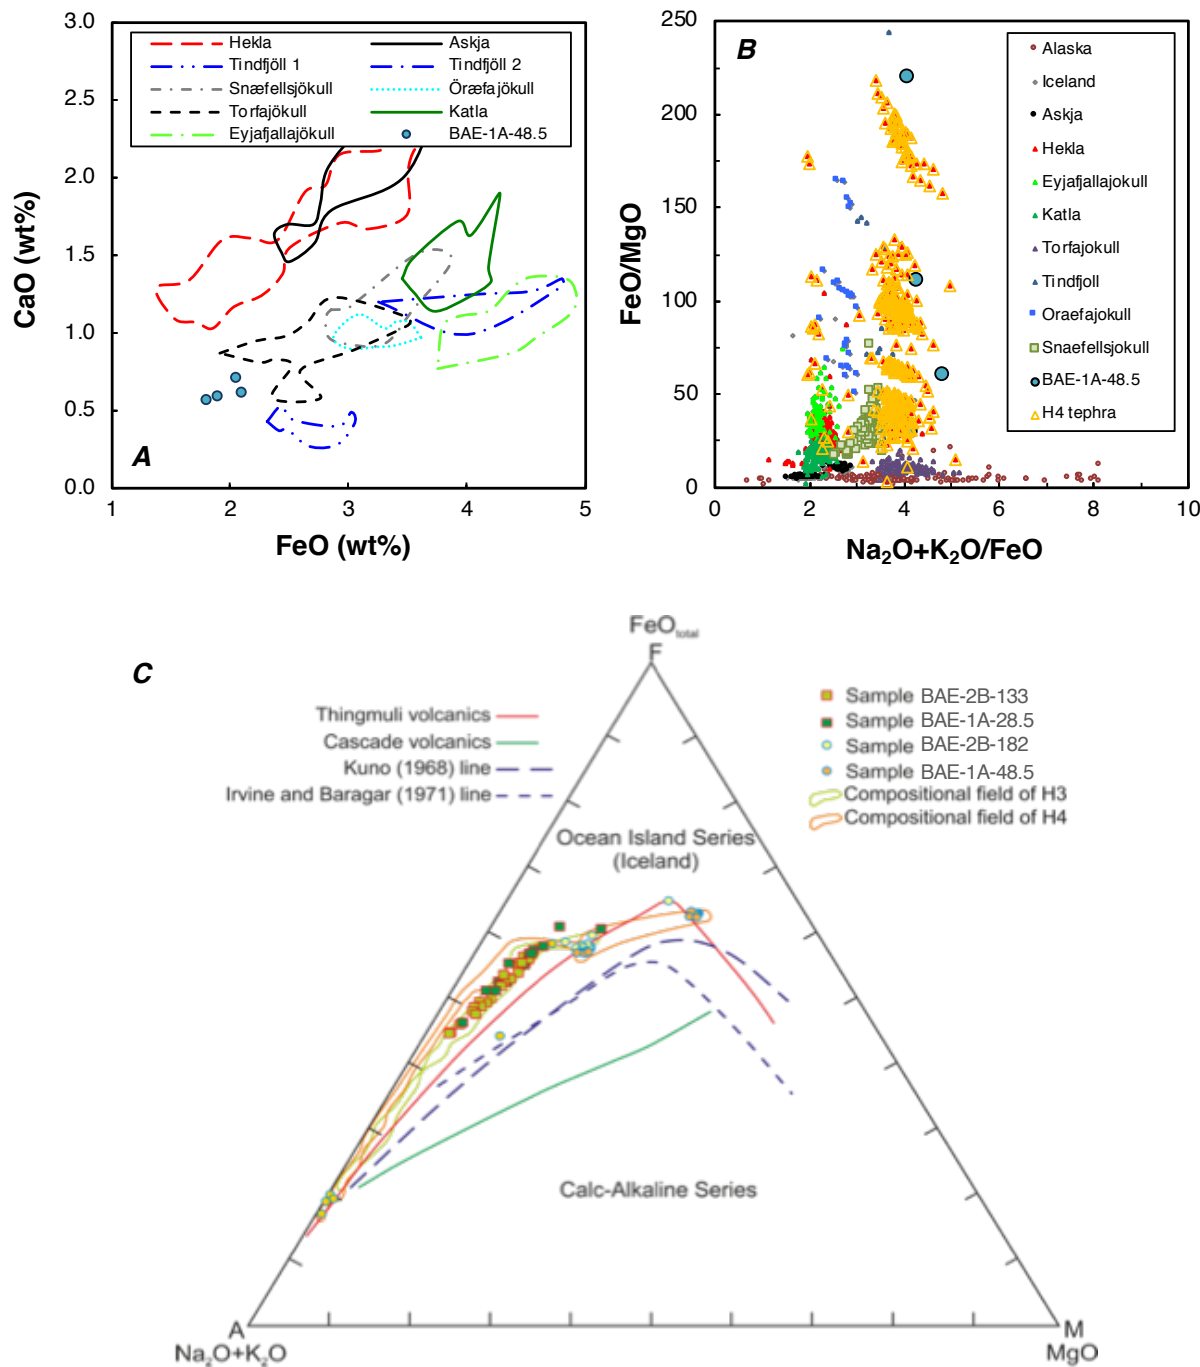 3.0
2.5
2.0
1.5
1.0
0.5
0.0
CaO (wt%)
1
2
3
4
5
FeO (wt%)
Hekla
Askja
Tindfjöll 1
Tindfjöll 2
Snæfellsjökull
Öræfajökull
Torfajökull
Katla
Eyjafjallajökull
BAE-1A-48.5
A
250
200
150
100
50
0
FeO/MgO
0
2
4
6
8
10
Na₂O+K₂O/FeO
B
Alaska
Iceland
Askja
Hekla
Eyjafjallajokull
Katla
Torfajokull
Tindfjoll
Oraefajokull
Snaefellsjokull
BAE-1A-48.5
H4 tephra
C
FeO total
F
Thingmuli volcanics
Cascade volcanics
Kuno (1968) line
Irvine and Baragar (1971) line
Sample BAE-2B-133
Sample BAE-1A-28.5
Sample BAE-2B-182
Sample BAE-1A-48.5
Compositional field of H3
Compositional field of H4
Ocean Island Series
(Iceland)
Calc-Alkaline Series
A
Na₂O+K₂O
M
MgO